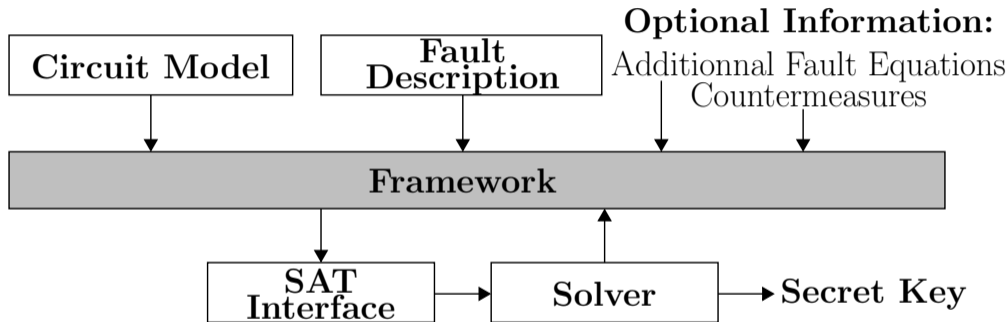 Optional Information:
Circuit Model
Fault
Description
Additionnal Fault Equations
Countermeasures
Framework
SAT
Interface
Solver
Secret Key